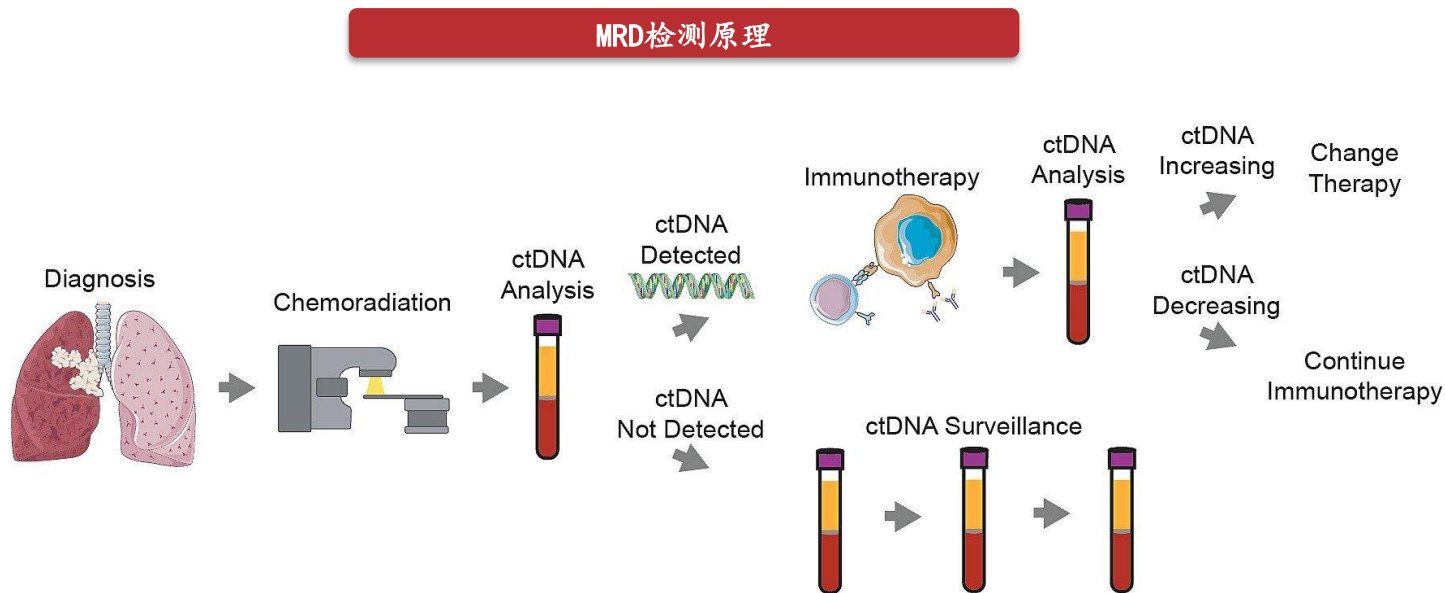 MRD检测原理
Diagnosis
Chemoradiation
ctDNA
Analysis
ctDNA
Detected
ctDNA
Not Detected
Immunotherapy
ctDNA
Analysis
ctDNA
Increasing
Change
Therapy
ctDNA
Decreasing
Continue
Immunotherapy
ctDNA Surveillance